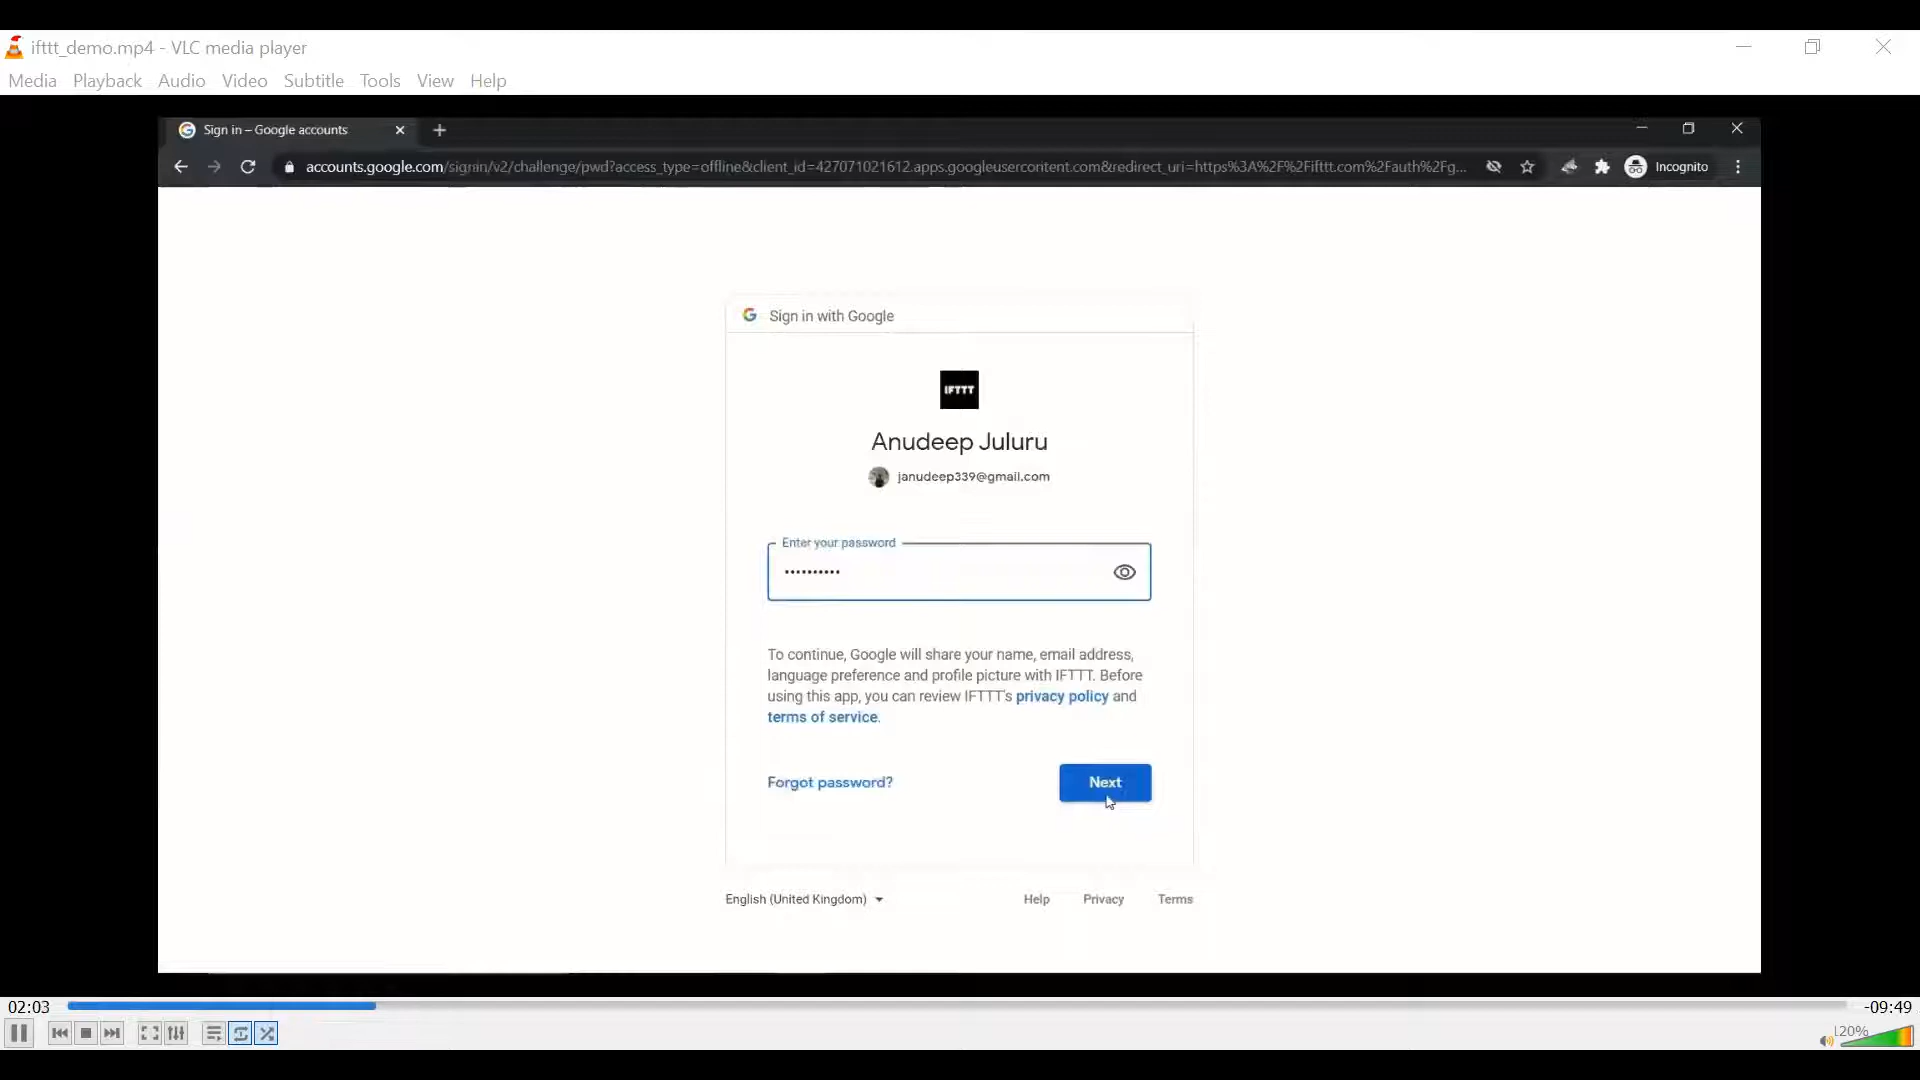 ifttt_demo.mp4 - VLC media player
Media Playback Audio Video Subtitle Tools View Help
Sign in – Google accounts
accounts.google.com/signin/v2/challenge/pwd?access_type=offline&client_id=427071021612.apps.googleusercontent.com&redirect_uri=https%3A%2F%2Fifttt.com%2Fauth%2Fg...
Incognito
Sign in with Google
IFTTT
Anudeep Juluru
janudeep339@gmail.com
Enter your password
••••••••••
To continue, Google will share your name, email address,
language preference and profile picture with IFTTT. Before
using this app, you can review IFTTT's privacy policy and
terms of service.
Forgot password?
Next
English (United Kingdom)
Help Privacy Terms
02:03
-09:49
120%